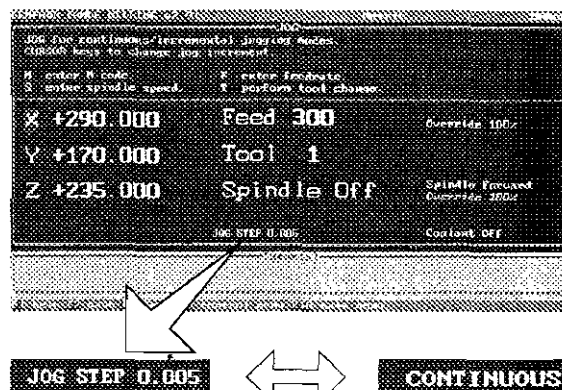 JOG
JOG for continuous/incremental jogging modes.
CURSOR keys to change jog increment
M enter M code. F enter feedrate.
S enter spindle speed. T perform tool change.
X +290.000 Feed 300 Override 100%
Y +170.000 Tool 1
Z +235.000 Spindle Off Spindle Forward
Override 100%
JOG STEP 0.005 Coolant Off
JOG STEP 0.005 CONTINUOUS